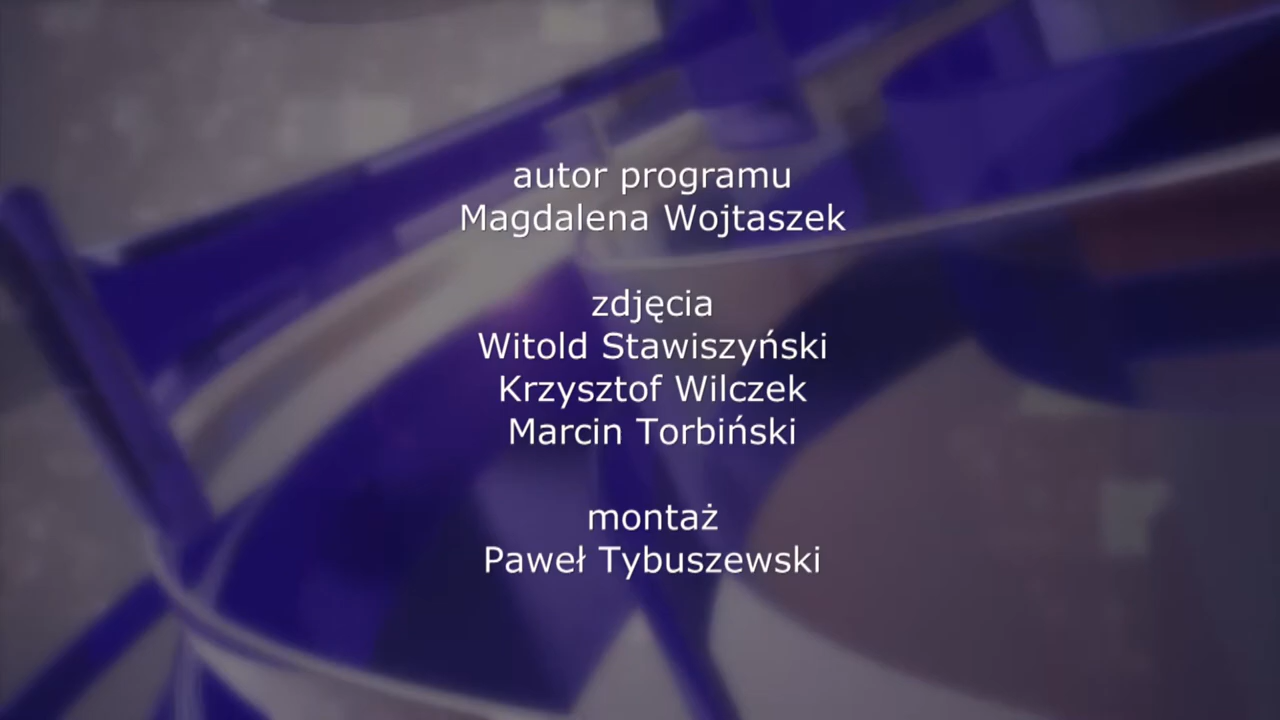 autor programu
Magdalena Wojtaszek
zdjęcia
Witold Stawiszyński
Krzysztof Wilczek
Marcin Torbiński
montaż
Paweł Tybuszewski